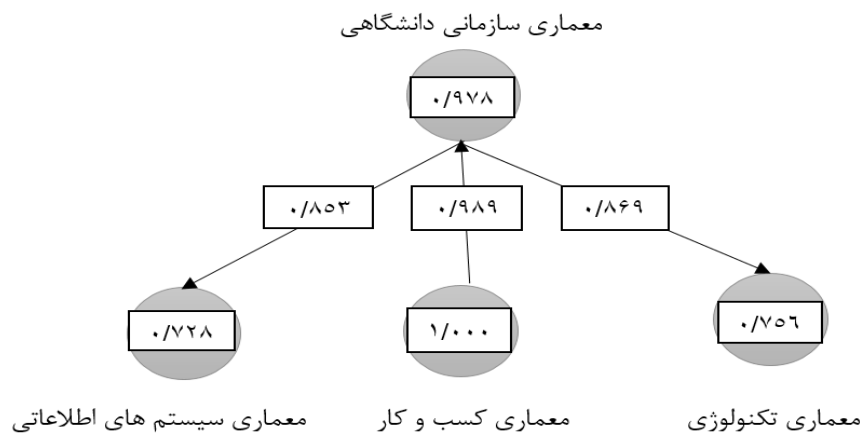 معماری سازمانی دانشگاهی
۰/۹۷۸
۰/۸۶۹
۰/۹۸۹
۰/۸۵۳
۰/۷۵۶
۱/۰۰۰
۰/۷۲۸
معماری تکنولوژی
معماری کسب و کار
معماری سیستم های اطلاعاتی